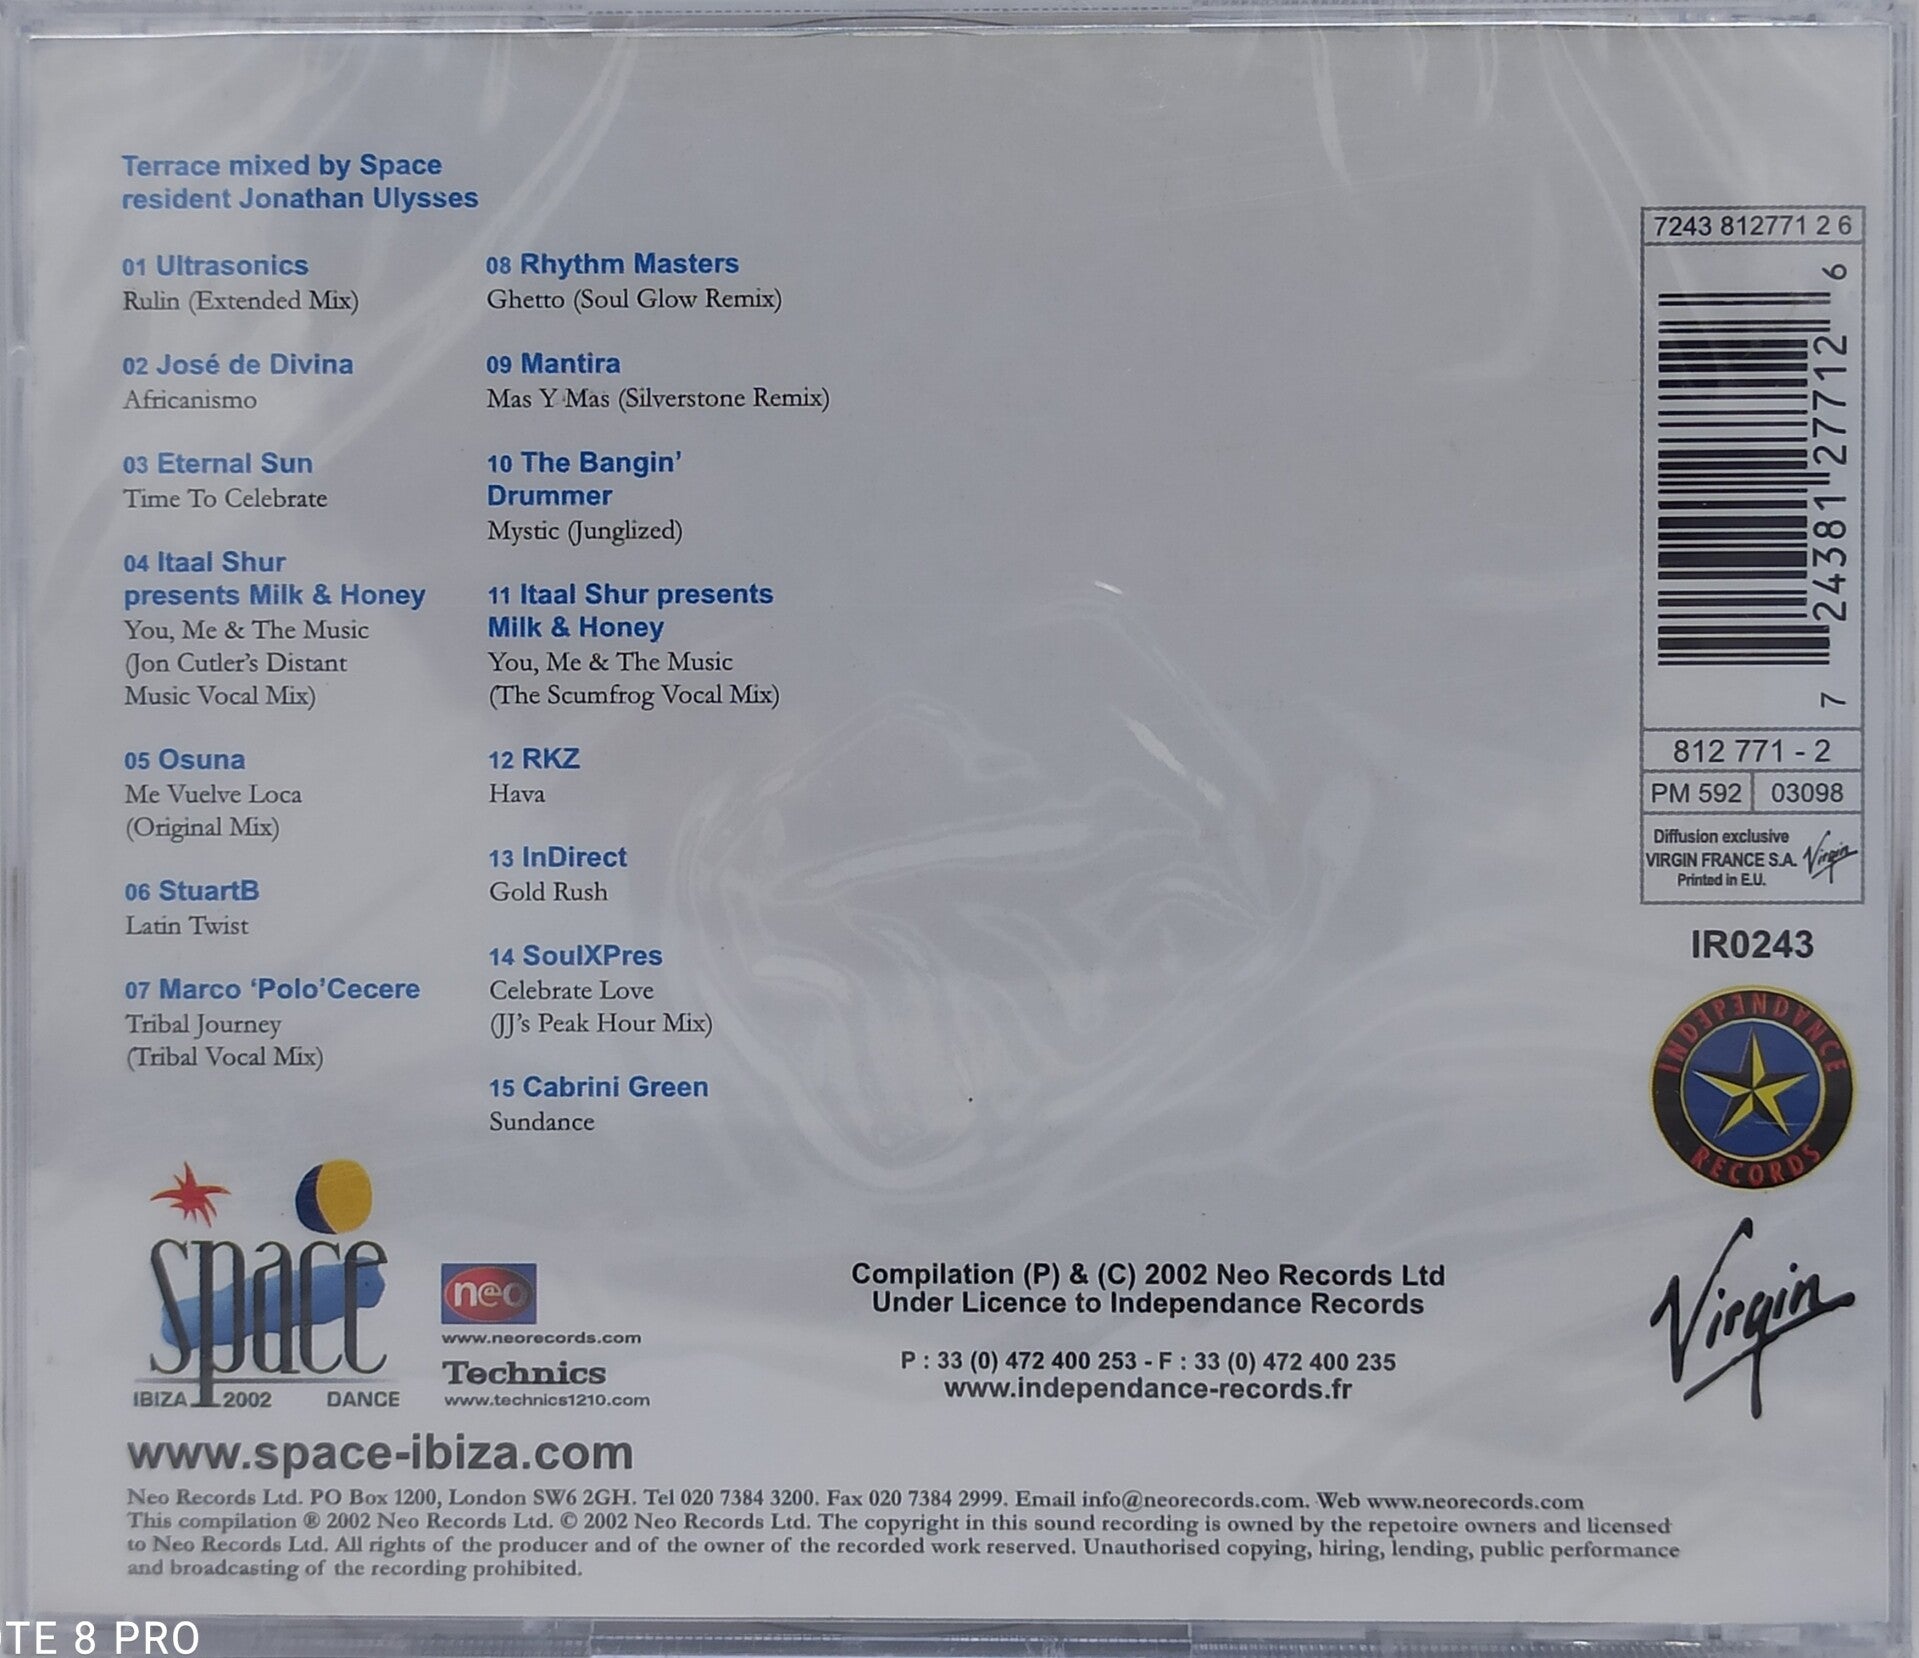 Terrace mixed by Space
resident Jonathan Ulysses
01 Ultrasonics
Rulin (Extended Mix)
02 José de Divina
Africanismo
03 Eternal Sun
Time To Celebrate
04 Itaal Shur
presents Milk & Honey
You, Me & The Music
(Jon Cutler's Distant
Music Vocal Mix)
05 Osuna
Me Vuelve Loca
(Original Mix)
06 StuartB
Latin Twist
07 Marco ‘Polo’Cecere
Tribal Journey
(Tribal Vocal Mix)
08 Rhythm Masters
Ghetto (Soul Glow Remix)
09 Mantira
Mas Y Mas (Silverstone Remix)
10 The Bangin’
Drummer
Mystic (Junglized)
11 Itaal Shur presents
Milk & Honey
You, Me & The Music
(The Scumfrog Vocal Mix)
12 RKZ
Hava
13 InDirect
Gold Rush
14 SoulXPres
Celebrate Love
(JJ's Peak Hour Mix)
15 Cabrini Green
Sundance
7243 812771 2 6
7 24381 27712 6
812 771 - 2
PM 592 03098
Diffusion exclusive
VIRGIN FRANCE S.A. Virgin
Printed in E.U.
IR0243
INDEPENDANCE
RECORDS
Virgin
space
IBIZA 2002 DANCE
neo
www.neorecords.com
Technics
www.technics1210.com
www.space-ibiza.com
Compilation (P) & (C) 2002 Neo Records Ltd
Under Licence to Independance Records
P : 33 (0) 472 400 253 - F : 33 (0) 472 400 235
www.independance-records.fr
Neo Records Ltd. PO Box 1200, London SW6 2GH. Tel 020 7384 3200. Fax 020 7384 2999. Email info@neorecords.com. Web www.neorecords.com
This compilation ® 2002 Neo Records Ltd. © 2002 Neo Records Ltd. The copyright in this sound recording is owned by the repetoire owners and licensed
to Neo Records Ltd. All rights of the producer and of the owner of the recorded work reserved. Unauthorised copying, hiring, lending, public performance
and broadcasting of the recording prohibited.
TE 8 PRO